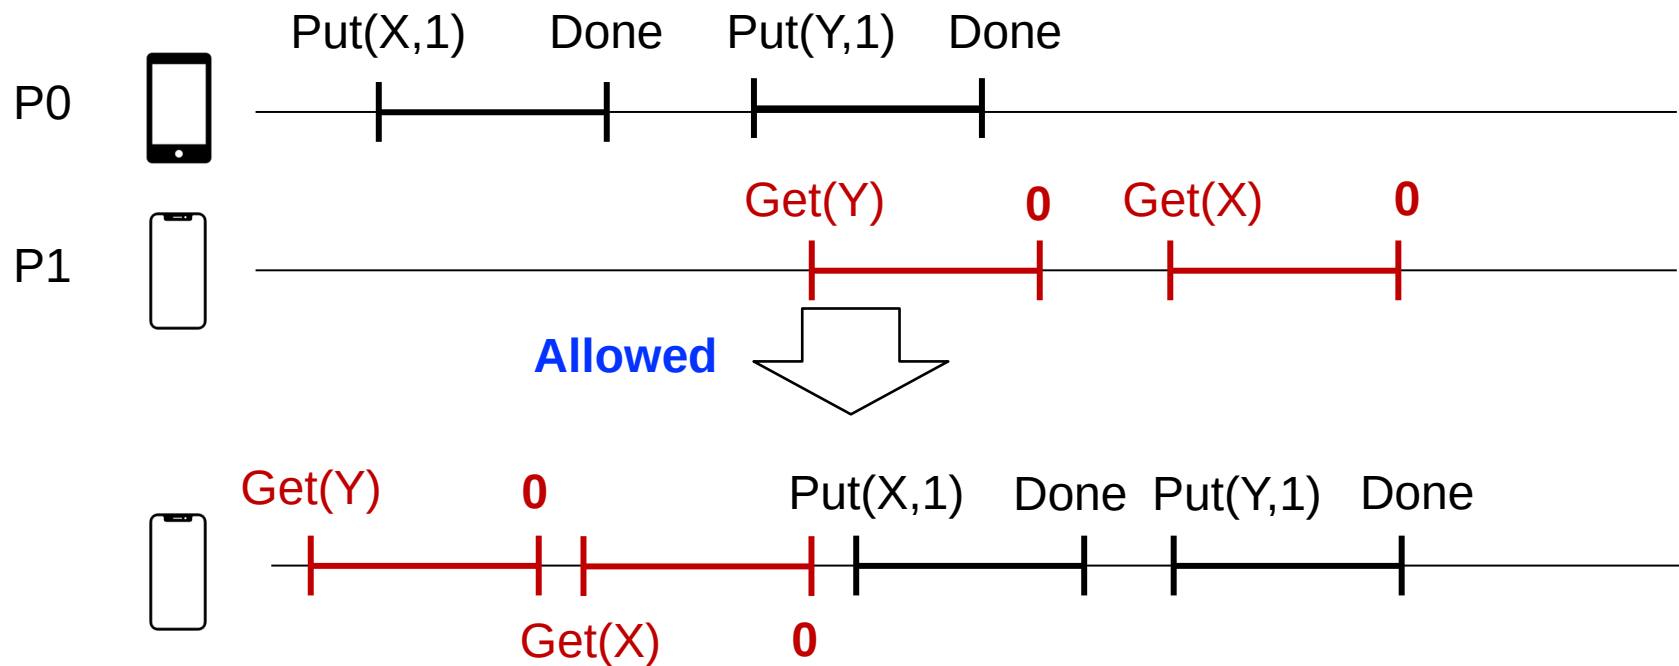 Put(X,1) Done Put(Y,1) Done
P0
Get(Y) 0 Get(X) 0
P1
Allowed
Get(Y) 0 Put(X,1) Done Put(Y,1) Done
Get(X) 0